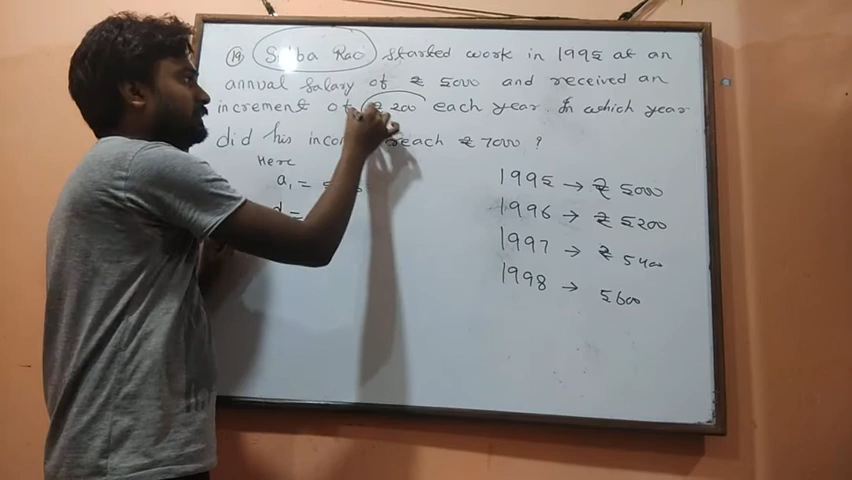 (19) Subba Rao started work in 1995 at an
annual salary of ₹ 5000 and received an
increment of ₹ 200 each year. In which year
did his reach ₹ 7000 ?
Here
a₁ =
d =
1995 → ₹ 5000
1996 → ₹ 5200
1997 → ₹ 5400
1998 → 5600